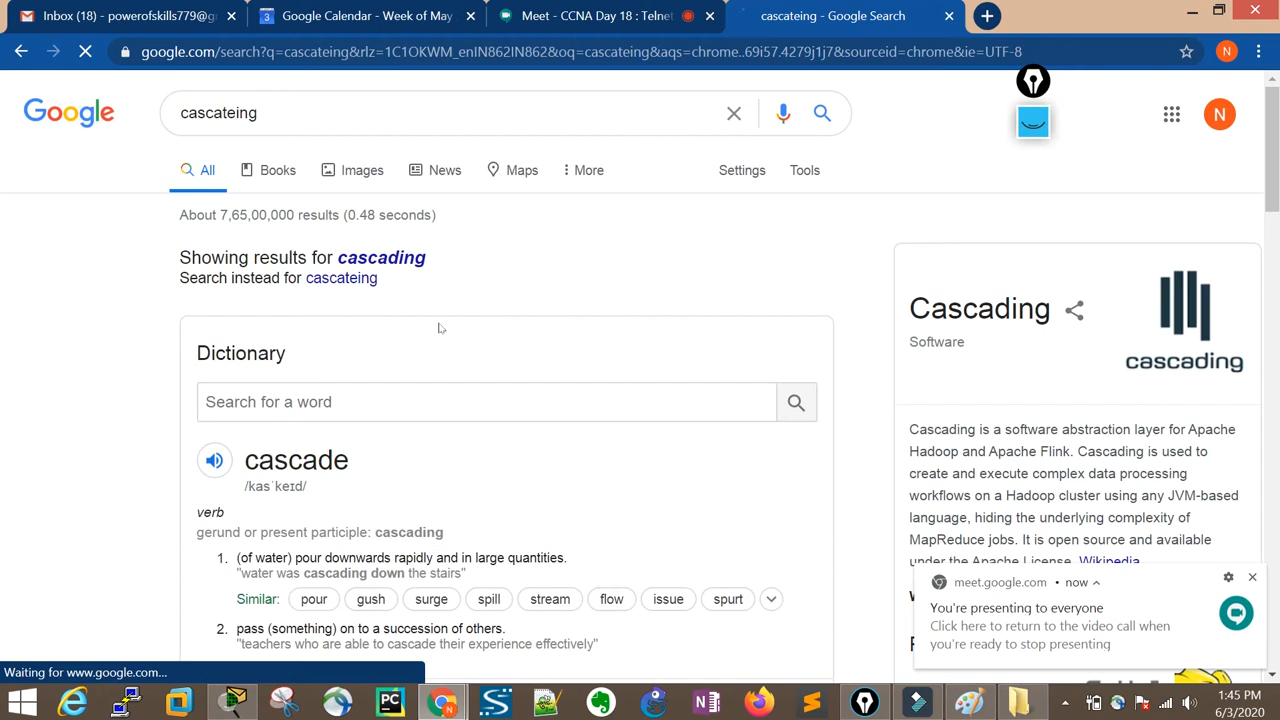 Inbox (18) - powerofskills779@g
Google Calendar - Week of May
Meet - CCNA Day 18 : Telnet
cascateing - Google Search
google.com/search?q=cascateing&rlz=1C1OKWM_enIN862IN862&oq=cascateing&aqs=chrome..69i57.4279j1j7&sourceid=chrome&ie=UTF-8
N
Google
cascateing
N
All
Books
Images
News
Maps
More
Settings
Tools
About 7,65,00,000 results (0.48 seconds)
Showing results for cascading
Search instead for cascateing
Dictionary
Search for a word
cascade
/kasˈkeɪd/
verb
gerund or present participle: cascading
1. (of water) pour downwards rapidly and in large quantities.
"water was cascading down the stairs"
Similar: pour gush surge spill stream flow issue spurt
2. pass (something) on to a succession of others.
"teachers who are able to cascade their experience effectively"
Cascading
Software
cascading
Cascading is a software abstraction layer for Apache
Hadoop and Apache Flink. Cascading is used to
create and execute complex data processing
workflows on a Hadoop cluster using any JVM-based
language, hiding the underlying complexity of
MapReduce jobs. It is open source and available
under the Apache License. Wikipedia
meet.google.com • now
You're presenting to everyone
Click here to return to the video call when
you're ready to stop presenting
Waiting for www.google.com...
1:45 PM
6/3/2020